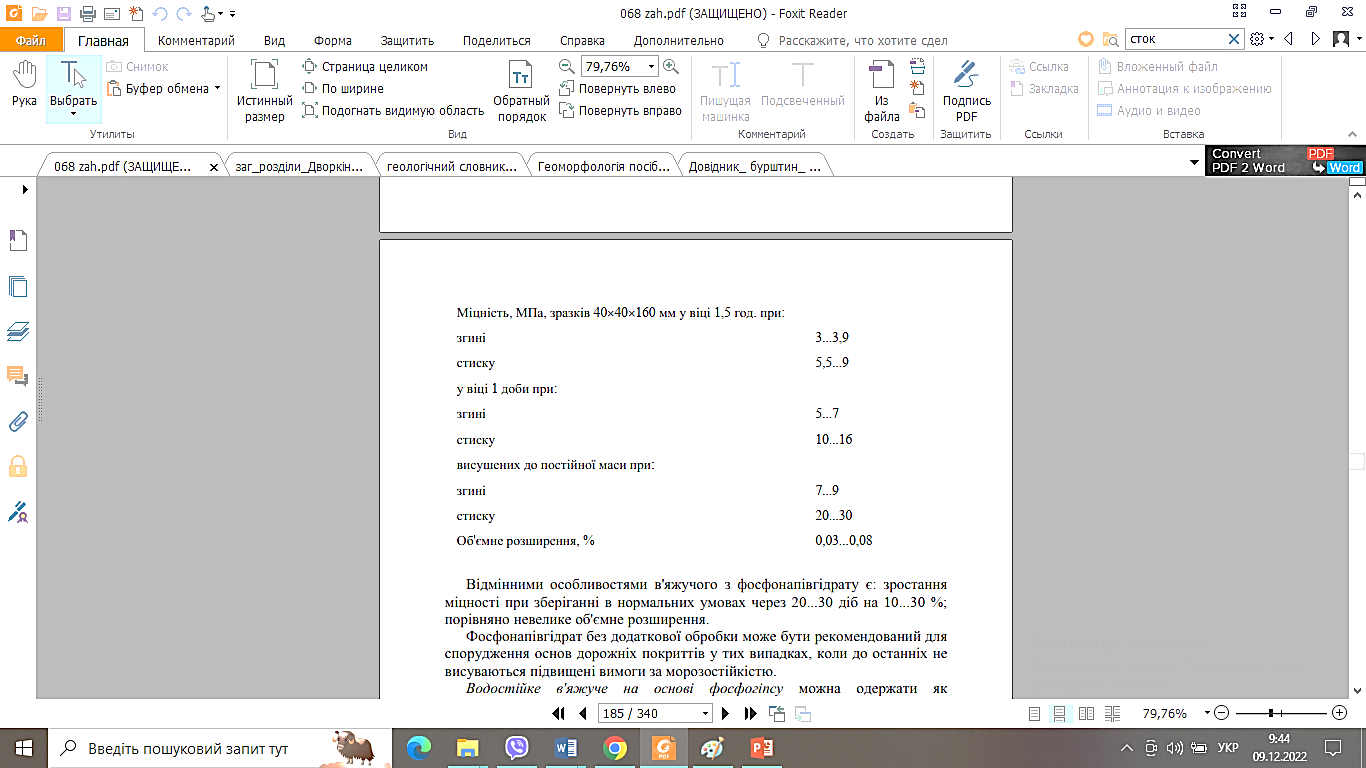 068 zah.pdf (ЗАЩИЩЕНО) - Foxit Reader
Файл Главная Комментарий Вид Форма Защитить Поделиться Справка Дополнительно Расскажите, что хотите сдел сток
Рука
Выбрать
Снимок
Буфер обмена
Утилиты
Истинный размер
Страница целиком
По ширине
Подогнать видимую область
Обратный порядок
79,76%
Повернуть влево
Повернуть вправо
Вид
Пишущая машинка
Подсвеченный
Комментарий
Из файла
Создать
Подпись PDF
Защитить
Ссылка
Закладка
Ссылки
Вложенный файл
Аннотация к изображению
Аудио и видео
Вставка
068 zah.pdf (ЗАЩИЩЕ... заг_розділи_Дворкін... геологічний словник... Геоморфологія посіб... Довідник_ бурштин_ ...
Convert PDF
PDF 2 Word Word
Міцність, МПа, зразків 40×40×160 мм у віці 1,5 год. при:
згині 3...3,9
стиску 5,5...9
у віці 1 доби при:
згині 5...7
стиску 10...16
висушених до постійної маси при:
згині 7...9
стиску 20...30
Об'ємне розширення, % 0,03...0,08
Відмінними особливостями в'яжучого з фосфонапівгідрату є: зростання
міцності при зберіганні в нормальних умовах через 20...30 діб на 10...30 %;
порівняно невелике об'ємне розширення.
Фосфонапівгідрат без додаткової обробки може бути рекомендований для
спорудження основ дорожніх покриттів у тих випадках, коли до останніх не
висуваються підвищені вимоги за морозостійкістю.
Водостійке в'яжуче на основі фосфогіпсу можна одержати як
185 / 340
79,76%
Введіть пошуковий запит тут
УКР
9:44
09.12.2022